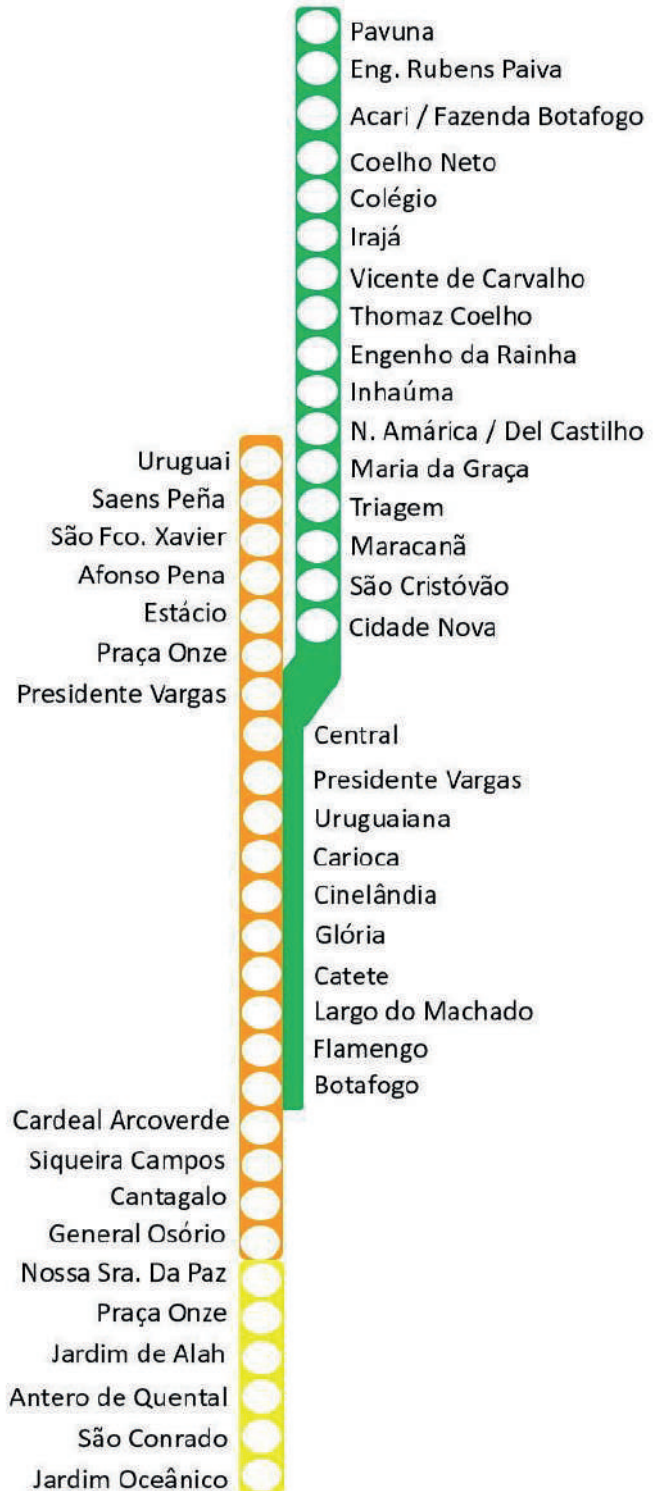 Pavuna
Eng. Rubens Paiva
Acari / Fazenda Botafogo
Coelho Neto
Colégio
Irajá
Vicente de Carvalho
Thomaz Coelho
Engenho da Rainha
Inhaúma
N. Amárica / Del Castilho
Maria da Graça
Triagem
Maracanã
São Cristóvão
Cidade Nova
Uruguai
Saens Peña
São Fco. Xavier
Afonso Pena
Estácio
Praça Onze
Presidente Vargas
Central
Presidente Vargas
Uruguaiana
Carioca
Cinelândia
Glória
Catete
Largo do Machado
Flamengo
Botafogo
Cardeal Arcoverde
Siqueira Campos
Cantagalo
General Osório
Nossa Sra. Da Paz
Praça Onze
Jardim de Alah
Antero de Quental
São Conrado
Jardim Oceânico